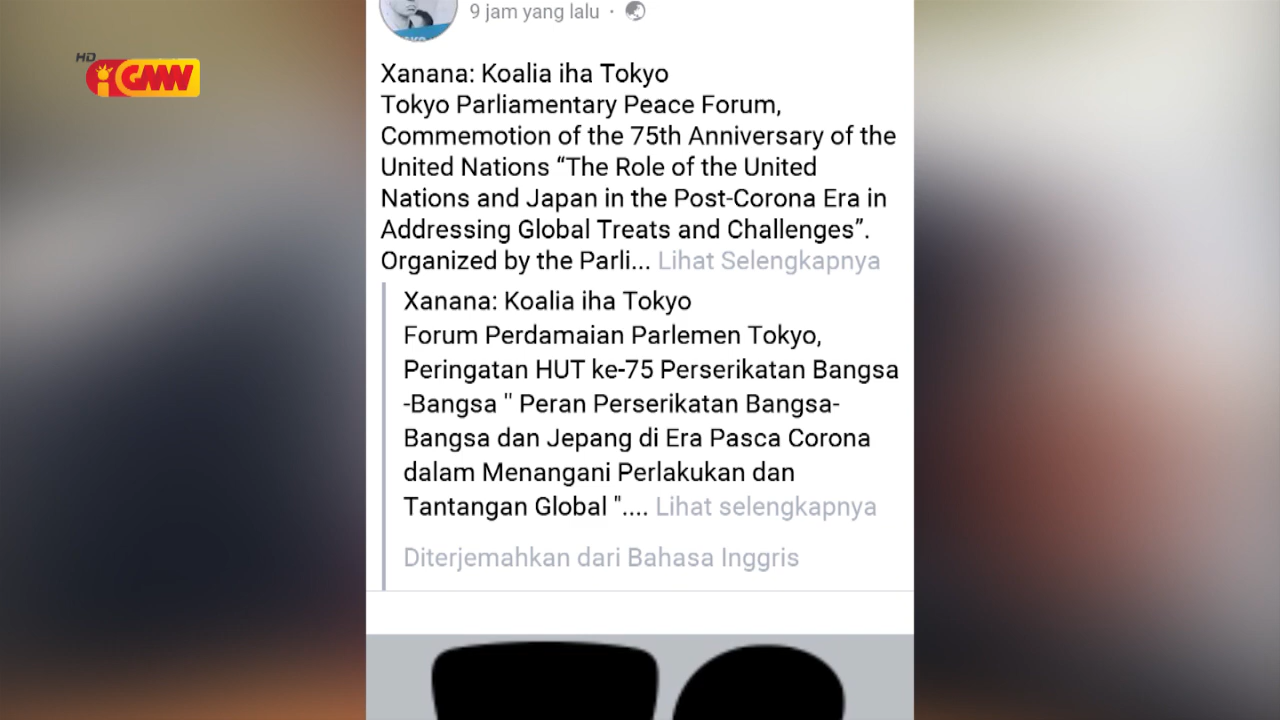 HD
GMN
9 jam yang lalu ·
Xanana: Koalia iha Tokyo
Tokyo Parliamentary Peace Forum,
Commemotion of the 75th Anniversary of the
United Nations “The Role of the United
Nations and Japan in the Post-Corona Era in
Addressing Global Treats and Challenges”.
Organized by the Parli... Lihat Selengkapnya
Xanana: Koalia iha Tokyo
Forum Perdamaian Parlemen Tokyo,
Peringatan HUT ke-75 Perserikatan Bangsa
-Bangsa " Peran Perserikatan Bangsa-
Bangsa dan Jepang di Era Pasca Corona
dalam Menangani Perlakukan dan
Tantangan Global ".... Lihat selengkapnya
Diterjemahkan dari Bahasa Inggris